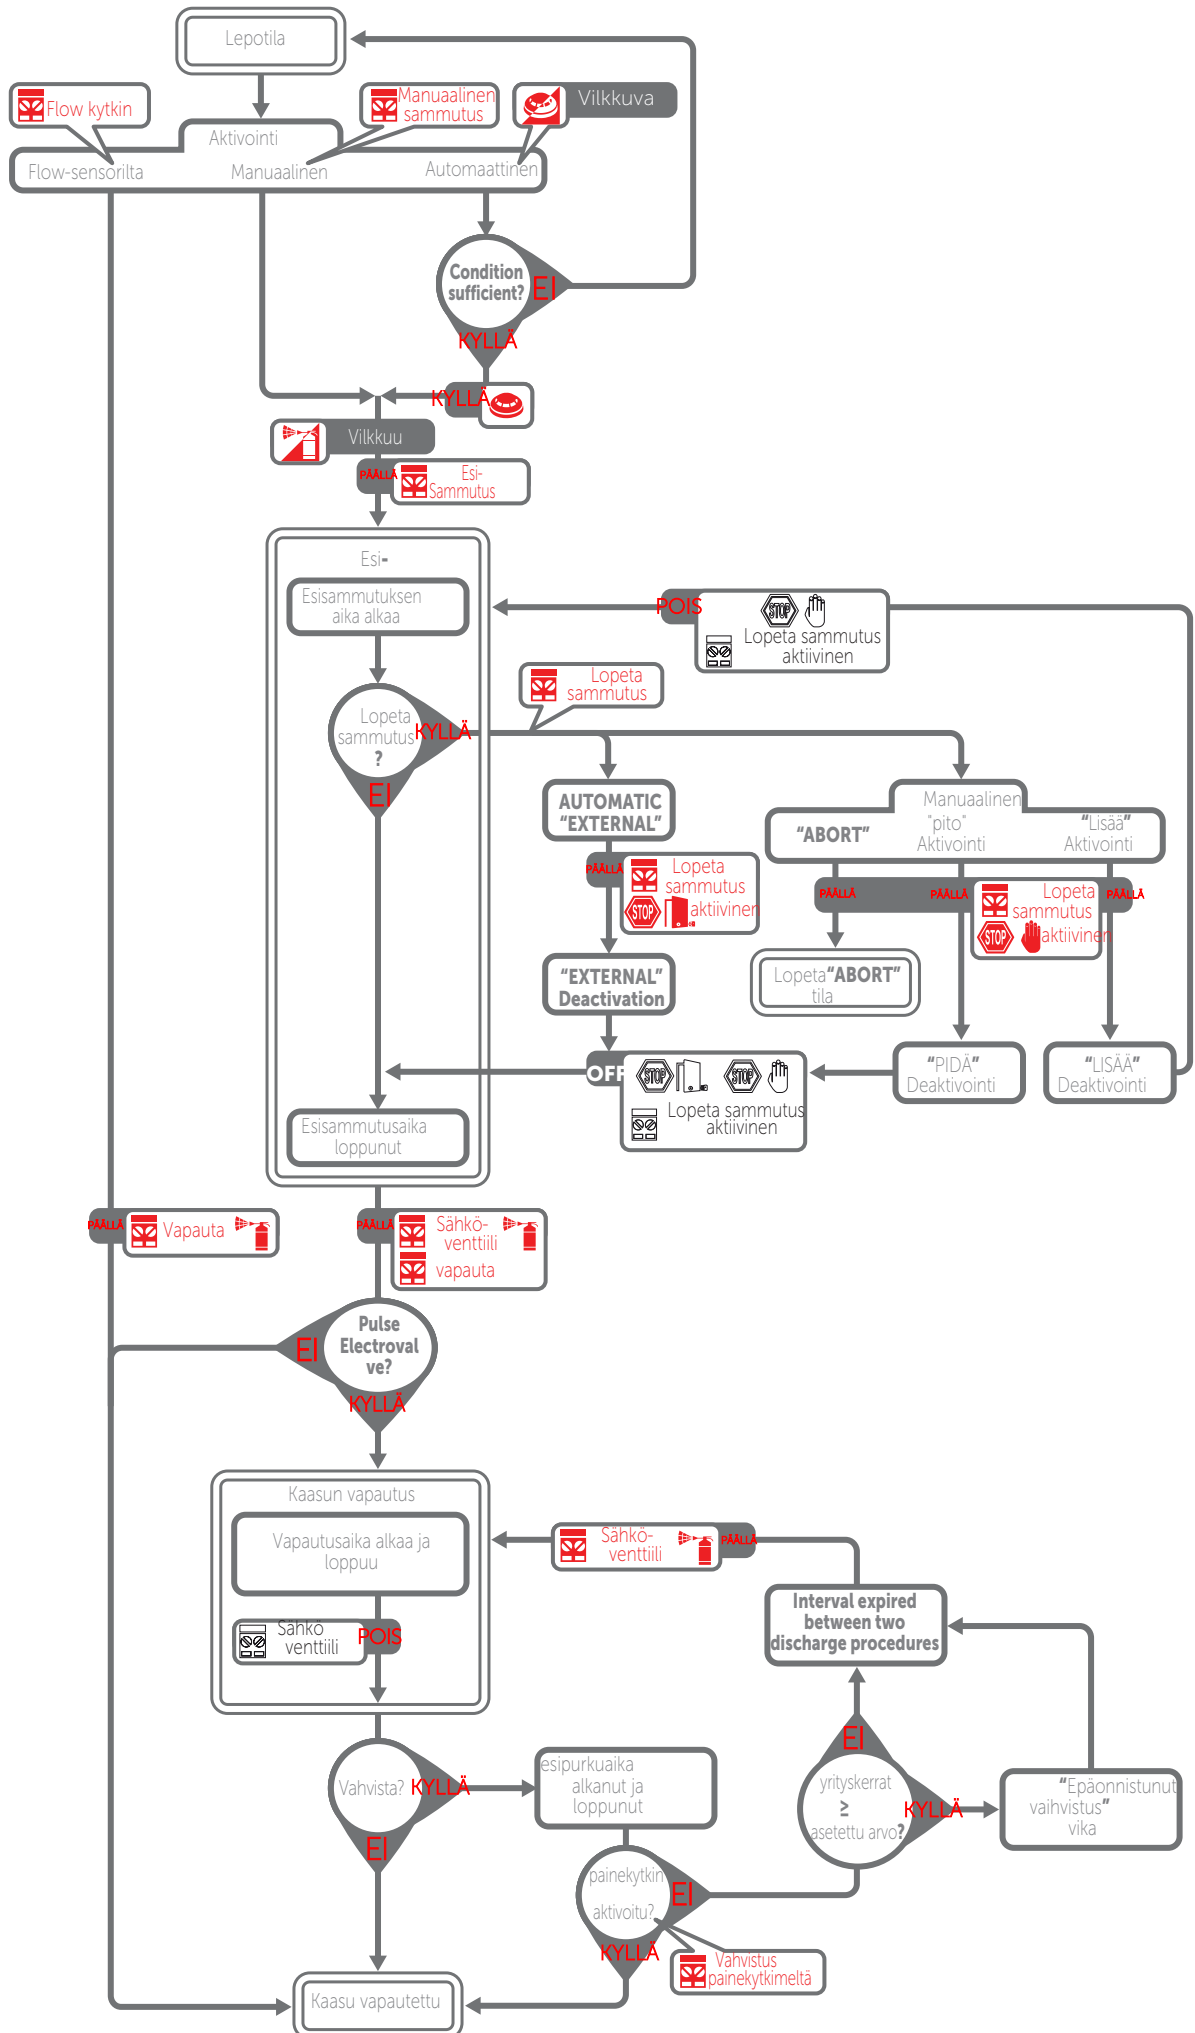 Lepotila
Flow kytkin
Manuaalinen
sammutus
Vilkkuva
Aktivointi
Flow-sensorilta
Manuaalinen
Automaattinen
Condition
sufficient?
EI
KYLLÄ
KYLLÄ
Vilkkuu
PÄÄLLÄ
Esi-
Sammutus
Esi-
Esisammutuksen
aika alkaa
POIS
STOP
Lopeta sammutus
aktiivinen
Lopeta
sammutus
Lopeta
sammutus
?
KYLLÄ
EI
AUTOMATIC
"EXTERNAL"
Manuaalinen
"ABORT"
"pito"
Aktivointi
"Lisää"
Aktivointi
PÄÄLLÄ
Lopeta
sammutus
STOP
aktiivinen
PÄÄLLÄ
PÄÄLLÄ
Lopeta
sammutus
STOP
aktiivinen
PÄÄLLÄ
"EXTERNAL"
Deactivation
Lopeta"ABORT"
tila
OFF
STOP
STOP
Lopeta sammutus
aktiivinen
"PIDÄ"
Deaktivointi
"LISÄÄ"
Deaktivointi
Esisammutusaika
loppunut
PÄÄLLÄ
Vapauta
PÄÄLLÄ
Sähkö-
venttiili
vapauta
Pulse
Electroval
ve?
EI
KYLLÄ
Kaasun vapautus
Vapautusaika alkaa ja
loppuu
Sähkö-
venttiili
PÄÄLLÄ
Sähkö
venttiili
POIS
Interval expired
between two
discharge procedures
EI
Vahvista?
KYLLÄ
EI
esipurkuaika
alkanut ja
loppunut
yrityskerrat
≥
asetettu arvo?
KYLLÄ
"Epäonnistunut
vaihvistus"
vika
painekytkin
aktivoitu?
EI
KYLLÄ
Vahvistus
painekytkimeltä
Kaasu vapautettu